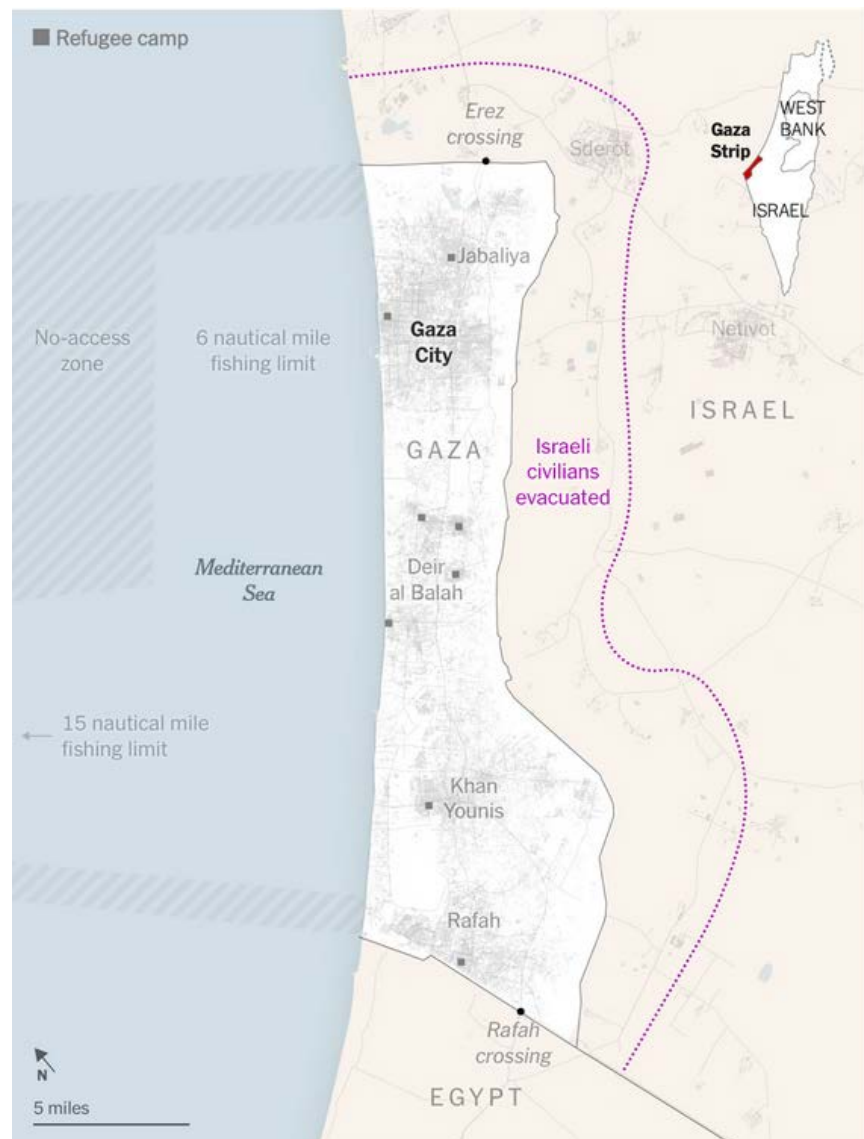 Refugee camp
Erez
crossing
Sderot
WEST
BANK
Gaza
Strip
ISRAEL
Jabaliya
No-access
zone
6 nautical mile
fishing limit
Gaza
City
Netivot
ISRAEL
GAZA
Israeli
civilians
evacuated
Mediterranean
Sea
Deir
al Balah
15 nautical mile
fishing limit
Khan
Younis
Rafah
Rafah
crossing
N
5 miles
EGYPT